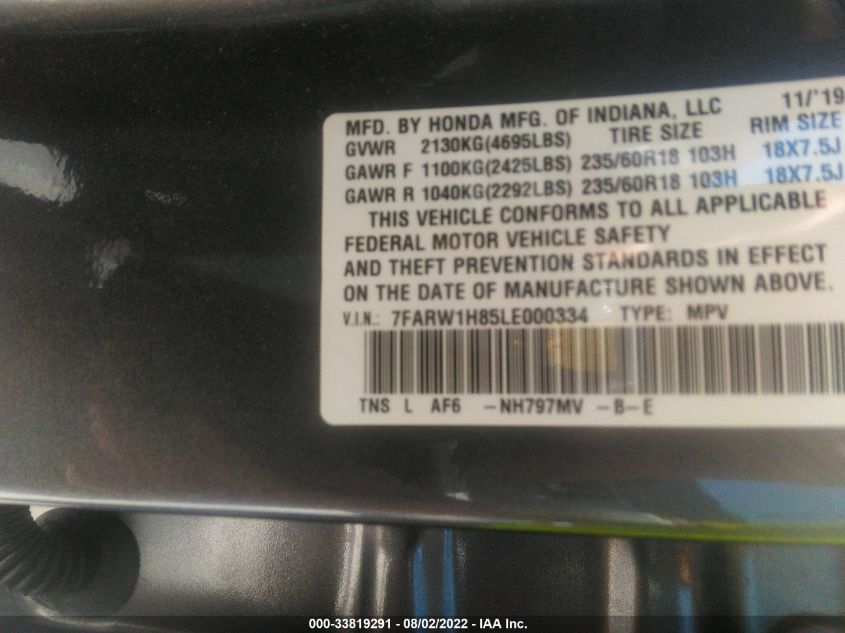 MFD. BY HONDA MFG. OF INDIANA, LLC 11/'19
GVWR 2130KG(4695LBS) TIRE SIZE RIM SIZE
GAWR F 1100KG(2425LBS) 235/60R18 103H 18X7.5J
GAWR R 1040KG(2292LBS) 235/60R18 103H 18X7.5J
THIS VEHICLE CONFORMS TO ALL APPLICABLE
FEDERAL MOTOR VEHICLE SAFETY
AND THEFT PREVENTION STANDARDS IN EFFECT
ON THE DATE OF MANUFACTURE SHOWN ABOVE.
V.I.N.: 7FARW1H85LE000334 TYPE: MPV
TNS L AF6 -NH797MV -B-E
000-33819291 - 08/02/2022 - IAA Inc.